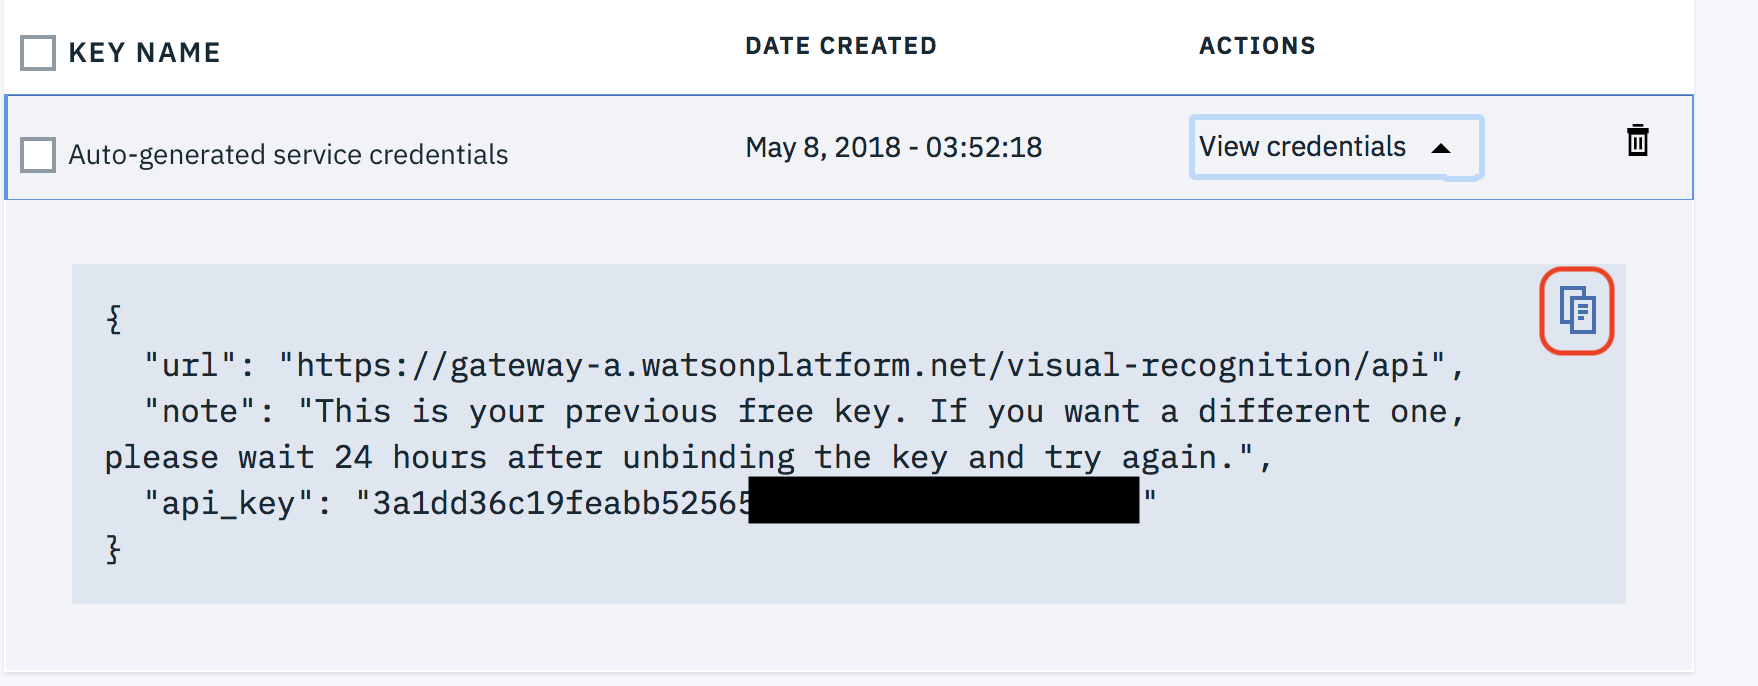 KEY NAME DATE CREATED ACTIONS
Auto-generated service credentials May 8, 2018 - 03:52:18 View credentials
{
"url": "https://gateway-a.watsonplatform.net/visual-recognition/api",
"note": "This is your previous free key. If you want a different one,
please wait 24 hours after unbinding the key and try again.",
"api_key": "3a1dd36c19feabb52565"
}